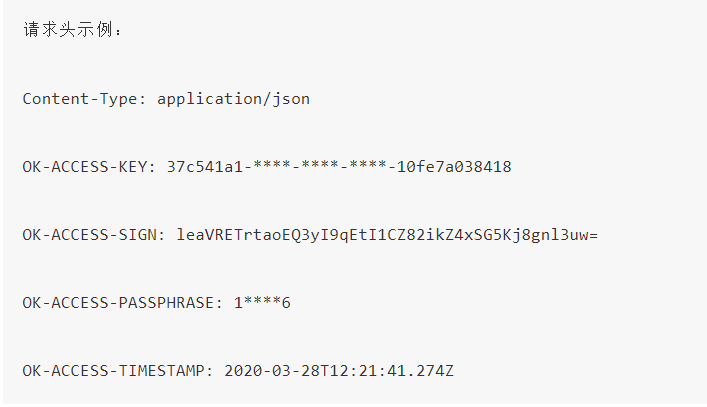 请求头示例：
Content-Type: application/json
OK-ACCESS-KEY: 37c541a1-****-****-****-10fe7a038418
OK-ACCESS-SIGN: leaVRETrtaoEQ3yI9qEtI1CZ82ikZ4xSG5Kj8gnl3uw=
OK-ACCESS-PASSPHRASE: 1****6
OK-ACCESS-TIMESTAMP: 2020-03-28T12:21:41.274Z